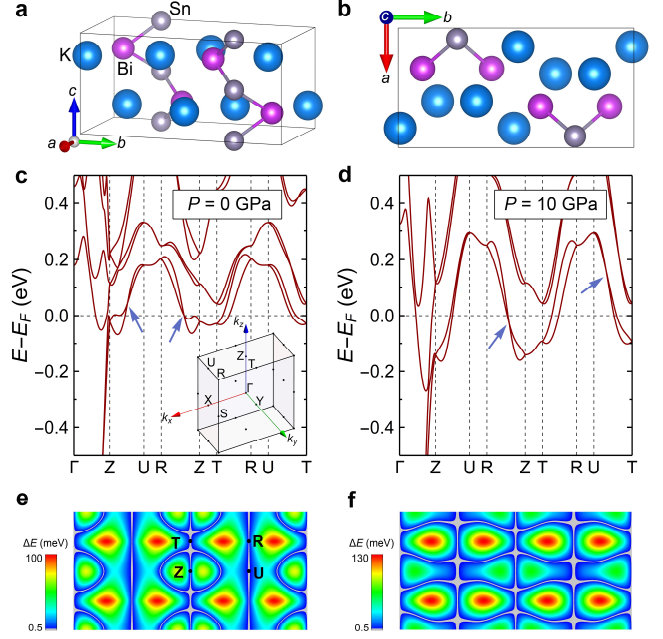 a
Sn
K
Bi
c
a
b
b
c
b
a
c
P = 0 GPa
E−E_F (eV)
0.4
0.2
0.0
−0.2
−0.4
Γ Z U R Z T R U T
k_z
U
Z
R
T
Γ
X
Y
S
k_x
k_y
d
P = 10 GPa
E−E_F (eV)
0.4
0.2
0.0
−0.2
−0.4
Γ Z U R Z T R U T
e
ΔE
(meV)
100
0.5
T
R
Z
U
f
ΔE
(meV)
130
0.5